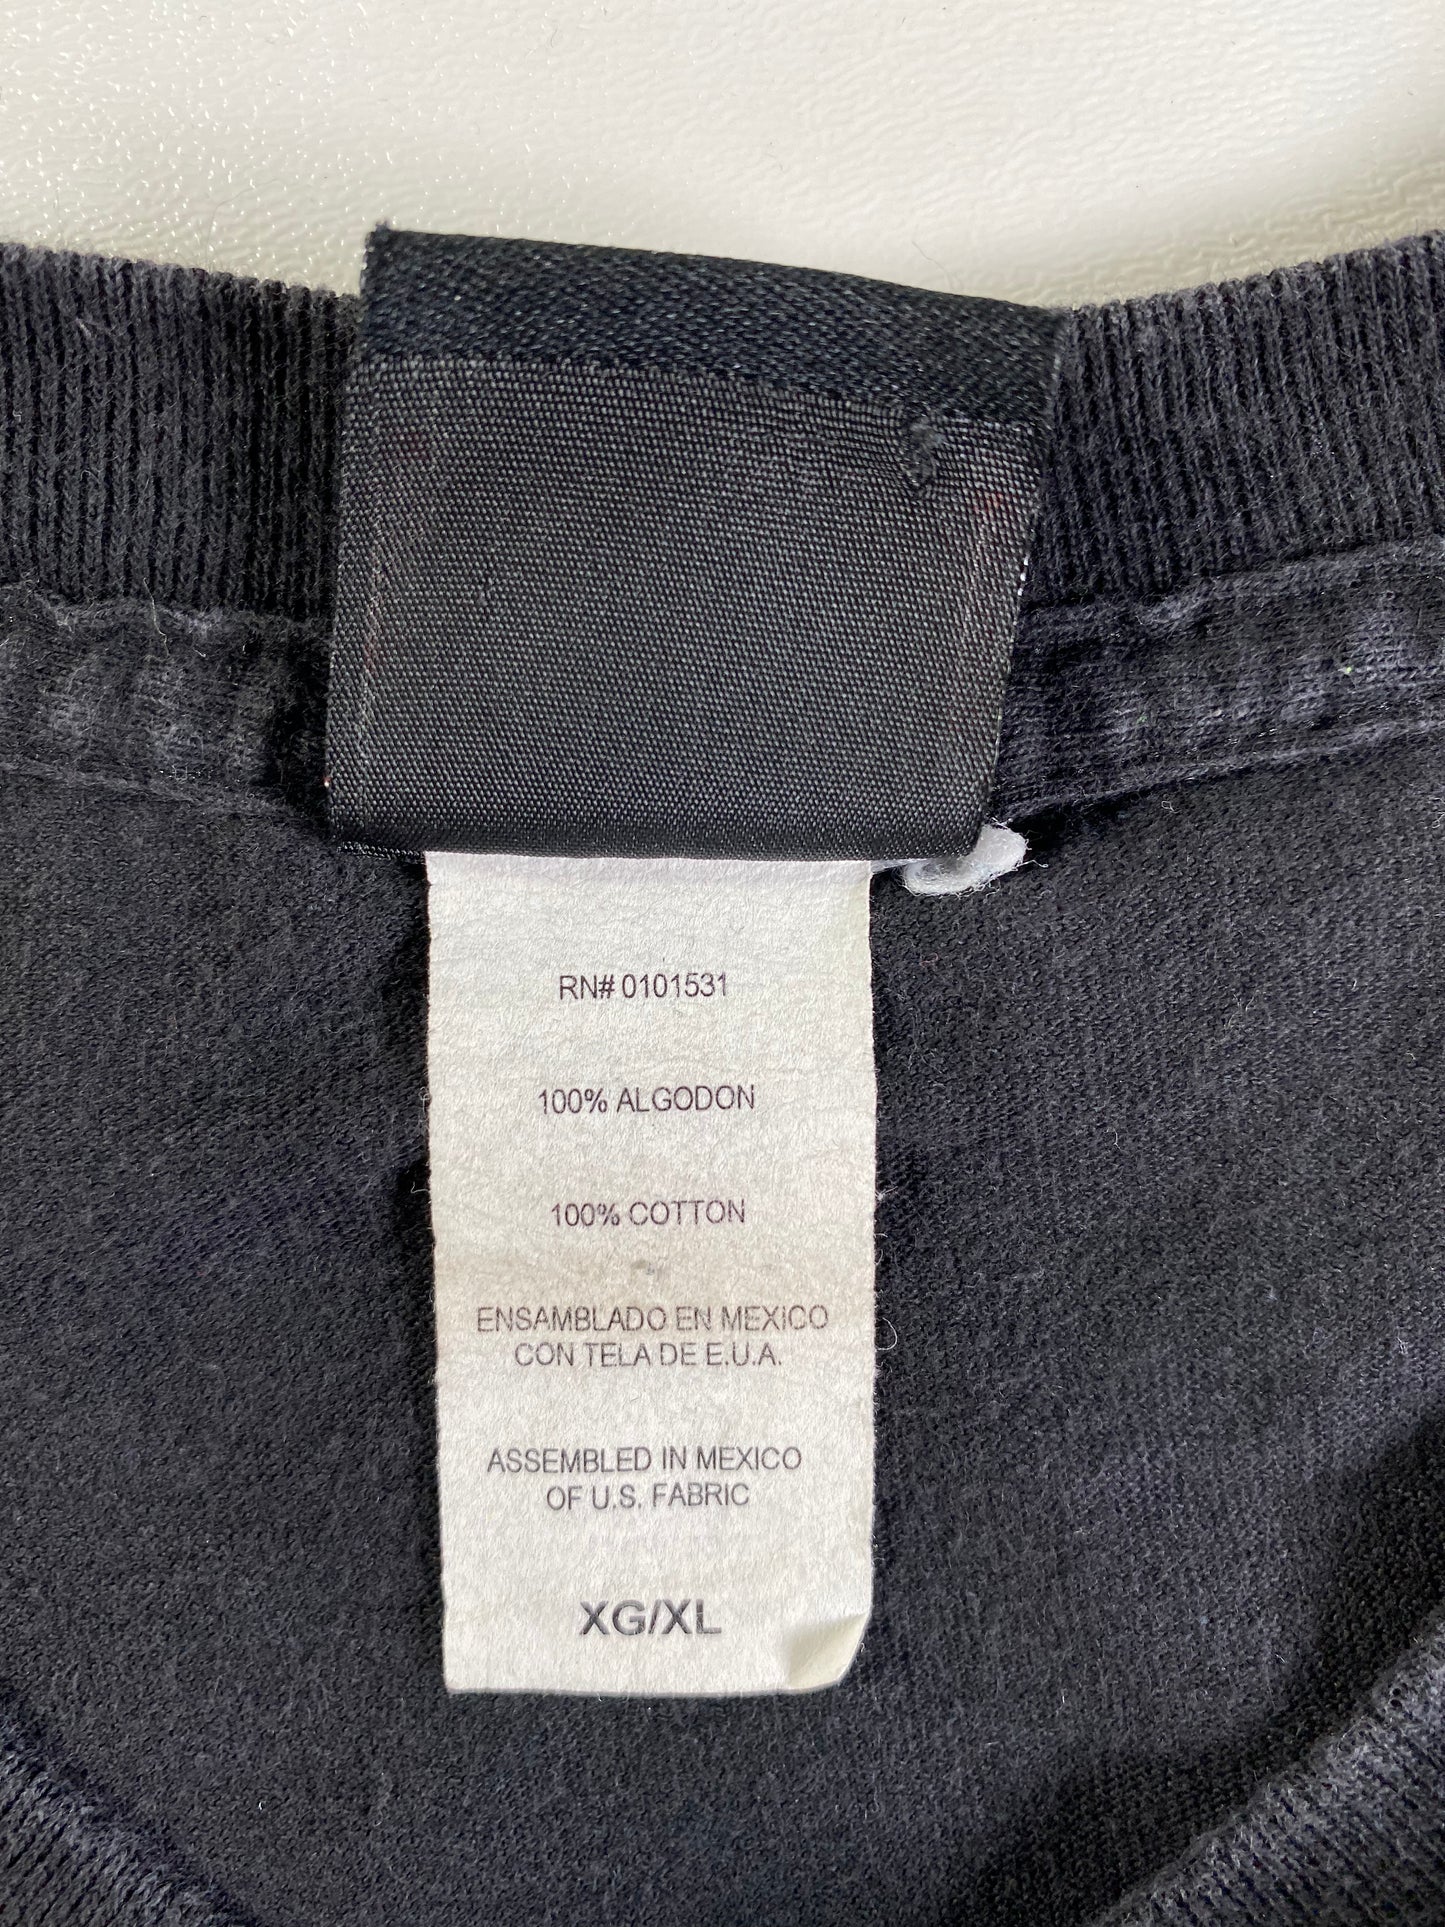 RN# 0101531
100% ALGODON
100% COTTON
ENSAMBLADO EN MEXICO
CON TELA DE E.U.A.
ASSEMBLED IN MEXICO
OF U.S. FABRIC
XG/XL